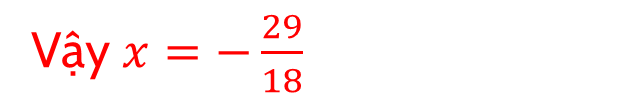 Vậy x = − 29/18